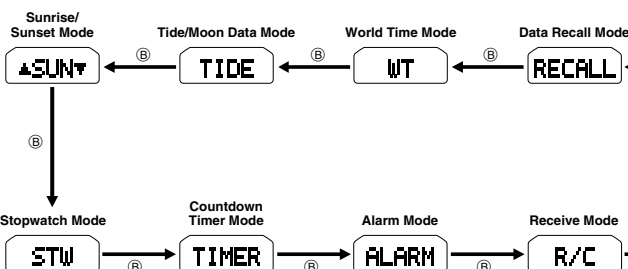 Sunrise/
Sunset Mode
Tide/Moon Data Mode
World Time Mode
Data Recall Mode
Ⓑ
Ⓑ
Ⓑ
▲SUN▼
TIDE
WT
RECALL
Ⓑ
Stopwatch Mode
Countdown
Timer Mode
Alarm Mode
Receive Mode
STW
TIMER
ALARM
R/C
Ⓑ
Ⓑ
Ⓑ